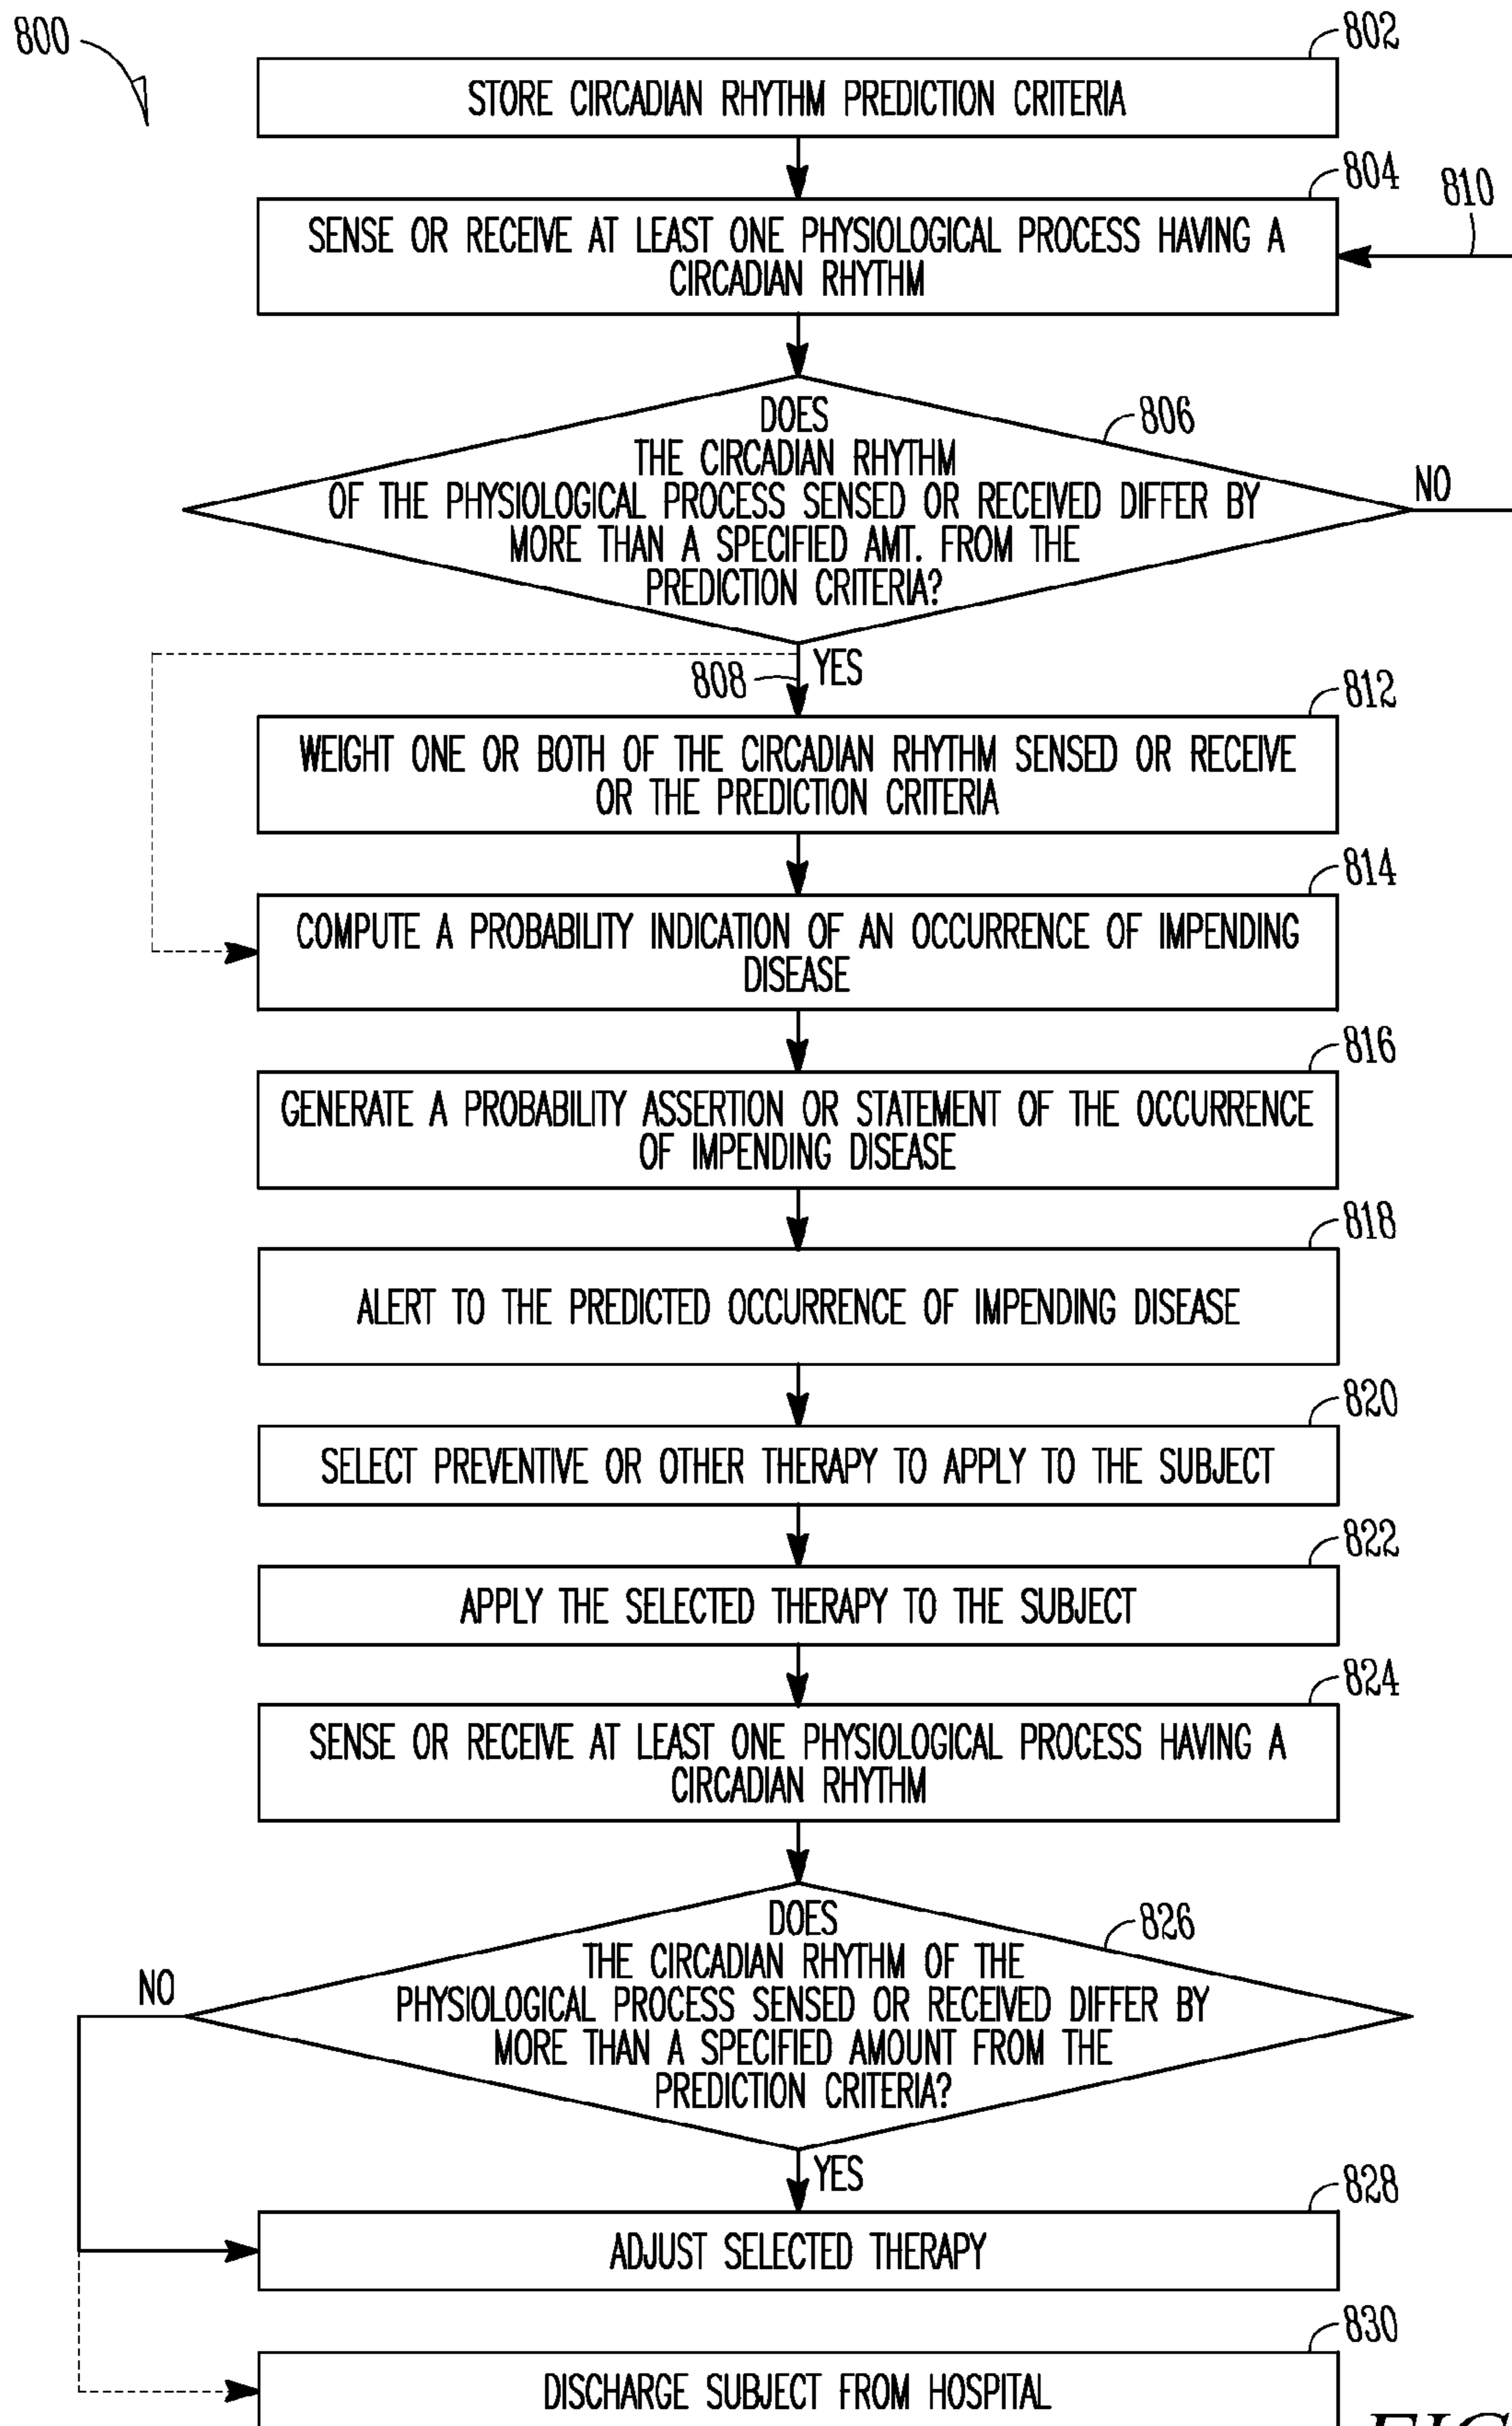 800
802
STORE CIRCADIAN RHYTHM PREDICTION CRITERIA
804
810
SENSE OR RECEIVE AT LEAST ONE PHYSIOLOGICAL PROCESS HAVING A
CIRCADIAN RHYTHM
806
DOES
THE CIRCADIAN RHYTHM
OF THE PHYSIOLOGICAL PROCESS SENSED OR RECEIVED DIFFER BY
MORE THAN A SPECIFIED AMT. FROM THE
PREDICTION CRITERIA?
NO
808
YES
812
WEIGHT ONE OR BOTH OF THE CIRCADIAN RHYTHM SENSED OR RECEIVE
OR THE PREDICTION CRITERIA
814
COMPUTE A PROBABILITY INDICATION OF AN OCCURRENCE OF IMPENDING
DISEASE
816
GENERATE A PROBABILITY ASSERTION OR STATEMENT OF THE OCCURRENCE
OF IMPENDING DISEASE
818
ALERT TO THE PREDICTED OCCURRENCE OF IMPENDING DISEASE
820
SELECT PREVENTIVE OR OTHER THERAPY TO APPLY TO THE SUBJECT
822
APPLY THE SELECTED THERAPY TO THE SUBJECT
824
SENSE OR RECEIVE AT LEAST ONE PHYSIOLOGICAL PROCESS HAVING A
CIRCADIAN RHYTHM
826
DOES
THE CIRCADIAN RHYTHM OF THE
PHYSIOLOGICAL PROCESS SENSED OR RECEIVED DIFFER BY
MORE THAN A SPECIFIED AMOUNT FROM THE
PREDICTION CRITERIA?
NO
YES
828
ADJUST SELECTED THERAPY
830
DISCHARGE SUBJECT FROM HOSPITAL